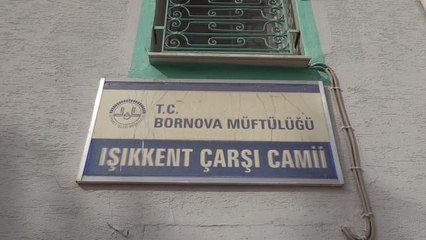 T.C.
BORNOVA MÜFTÜLÜĞÜ
IŞIKKENT ÇARŞI CAMİİ